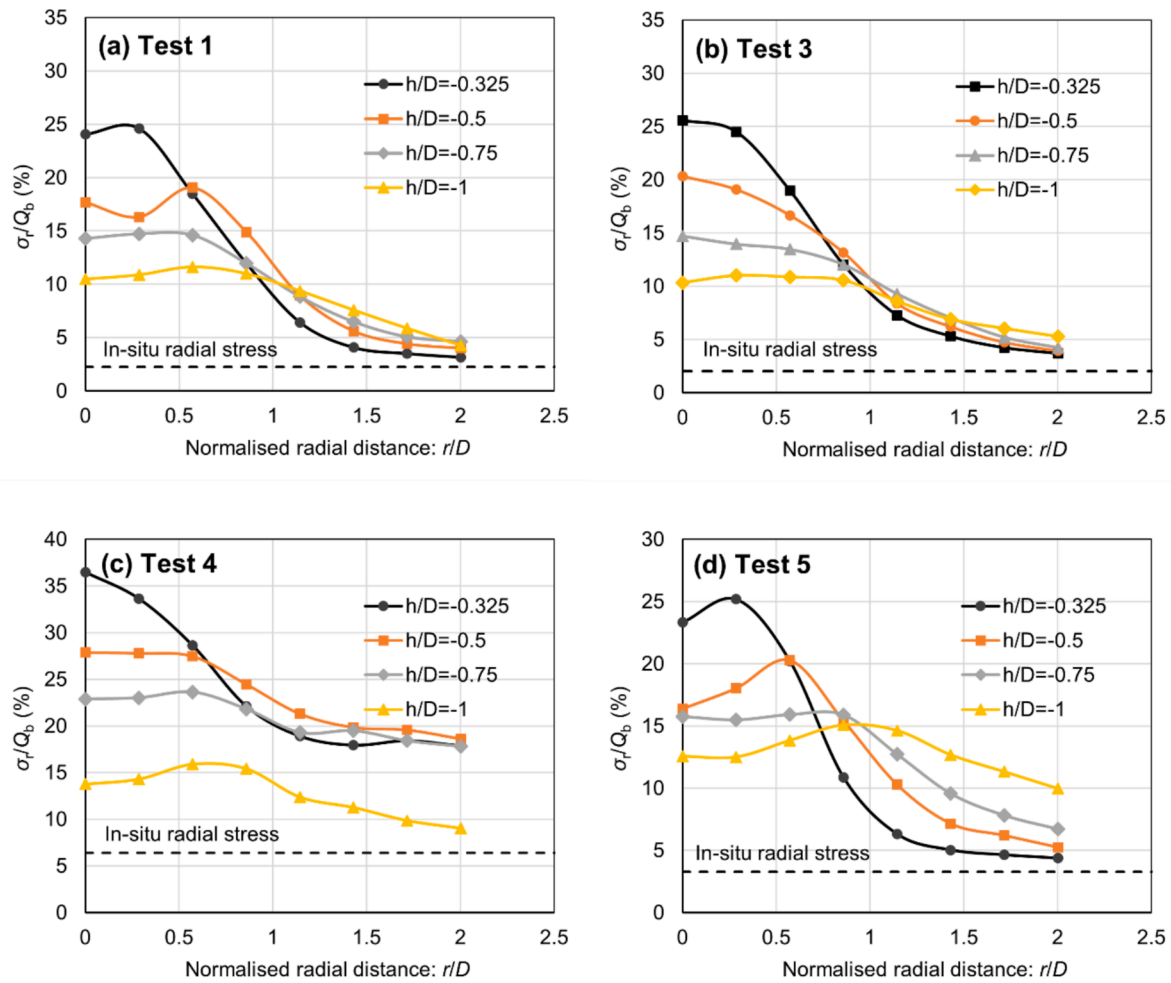 (a) Test 1
35
30
25
20
15
10
5
0
σr/Qb (%)
h/D=-0.325
h/D=-0.5
h/D=-0.75
h/D=-1
In-situ radial stress
0 0.5 1 1.5 2 2.5
Normalised radial distance: r/D
(b) Test 3
35
30
25
20
15
10
5
0
σr/Qb (%)
h/D=-0.325
h/D=-0.5
h/D=-0.75
h/D=-1
In-situ radial stress
0 0.5 1 1.5 2 2.5
Normalised radial distance: r/D
(c) Test 4
40
35
30
25
20
15
10
5
0
σr/Qb (%)
h/D=-0.325
h/D=-0.5
h/D=-0.75
h/D=-1
In-situ radial stress
0 0.5 1 1.5 2 2.5
Normalised radial distance: r/D
(d) Test 5
30
25
20
15
10
5
0
σr/Qb (%)
h/D=-0.325
h/D=-0.5
h/D=-0.75
h/D=-1
In-situ radial stress
0 0.5 1 1.5 2 2.5
Normalised radial distance: r/D